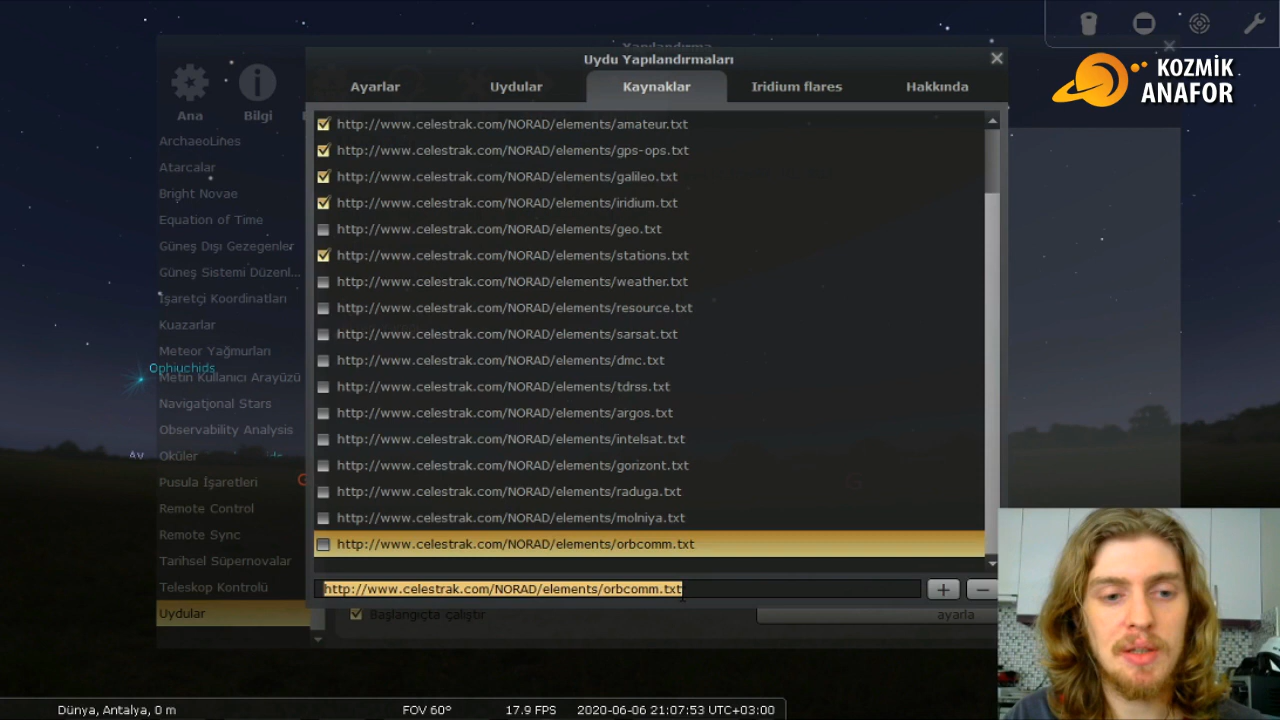 Yapılandırma
Uydu Yapılandırmaları
KOZMİK
ANAFOR
Ayarlar
Uydular
Kaynaklar
Iridium flares
Hakkında
Ana
Bilgi
ArchaeoLines
Atarcalar
Bright Novae
Equation of Time
Güneş Dışı Gezegenler
Güneş Sistemi Düzenl...
İşaretçi Koordinatları
Kuazarlar
Meteor Yağmurları
Ophiuchids
Metin Kullanıcı Arayüzü
Navigational Stars
Observability Analysis
Ay
Oküler
Pusula İşaretleri
Remote Control
Remote Sync
Tarihsel Süpernovalar
Teleskop Kontrolü
Uydular
http://www.celestrak.com/NORAD/elements/amateur.txt
http://www.celestrak.com/NORAD/elements/gps-ops.txt
http://www.celestrak.com/NORAD/elements/galileo.txt
http://www.celestrak.com/NORAD/elements/iridium.txt
http://www.celestrak.com/NORAD/elements/geo.txt
http://www.celestrak.com/NORAD/elements/stations.txt
http://www.celestrak.com/NORAD/elements/weather.txt
http://www.celestrak.com/NORAD/elements/resource.txt
http://www.celestrak.com/NORAD/elements/sarsat.txt
http://www.celestrak.com/NORAD/elements/dmc.txt
http://www.celestrak.com/NORAD/elements/tdrss.txt
http://www.celestrak.com/NORAD/elements/argos.txt
http://www.celestrak.com/NORAD/elements/intelsat.txt
http://www.celestrak.com/NORAD/elements/gorizont.txt
http://www.celestrak.com/NORAD/elements/raduga.txt
http://www.celestrak.com/NORAD/elements/molniya.txt
http://www.celestrak.com/NORAD/elements/orbcomm.txt
http://www.celestrak.com/NORAD/elements/orbcomm.txt
Başlangıçta çalıştır
ayarla
Dünya, Antalya, 0 m
FOV 60°
17.9 FPS
2020-06-06 21:07:53 UTC+03:00